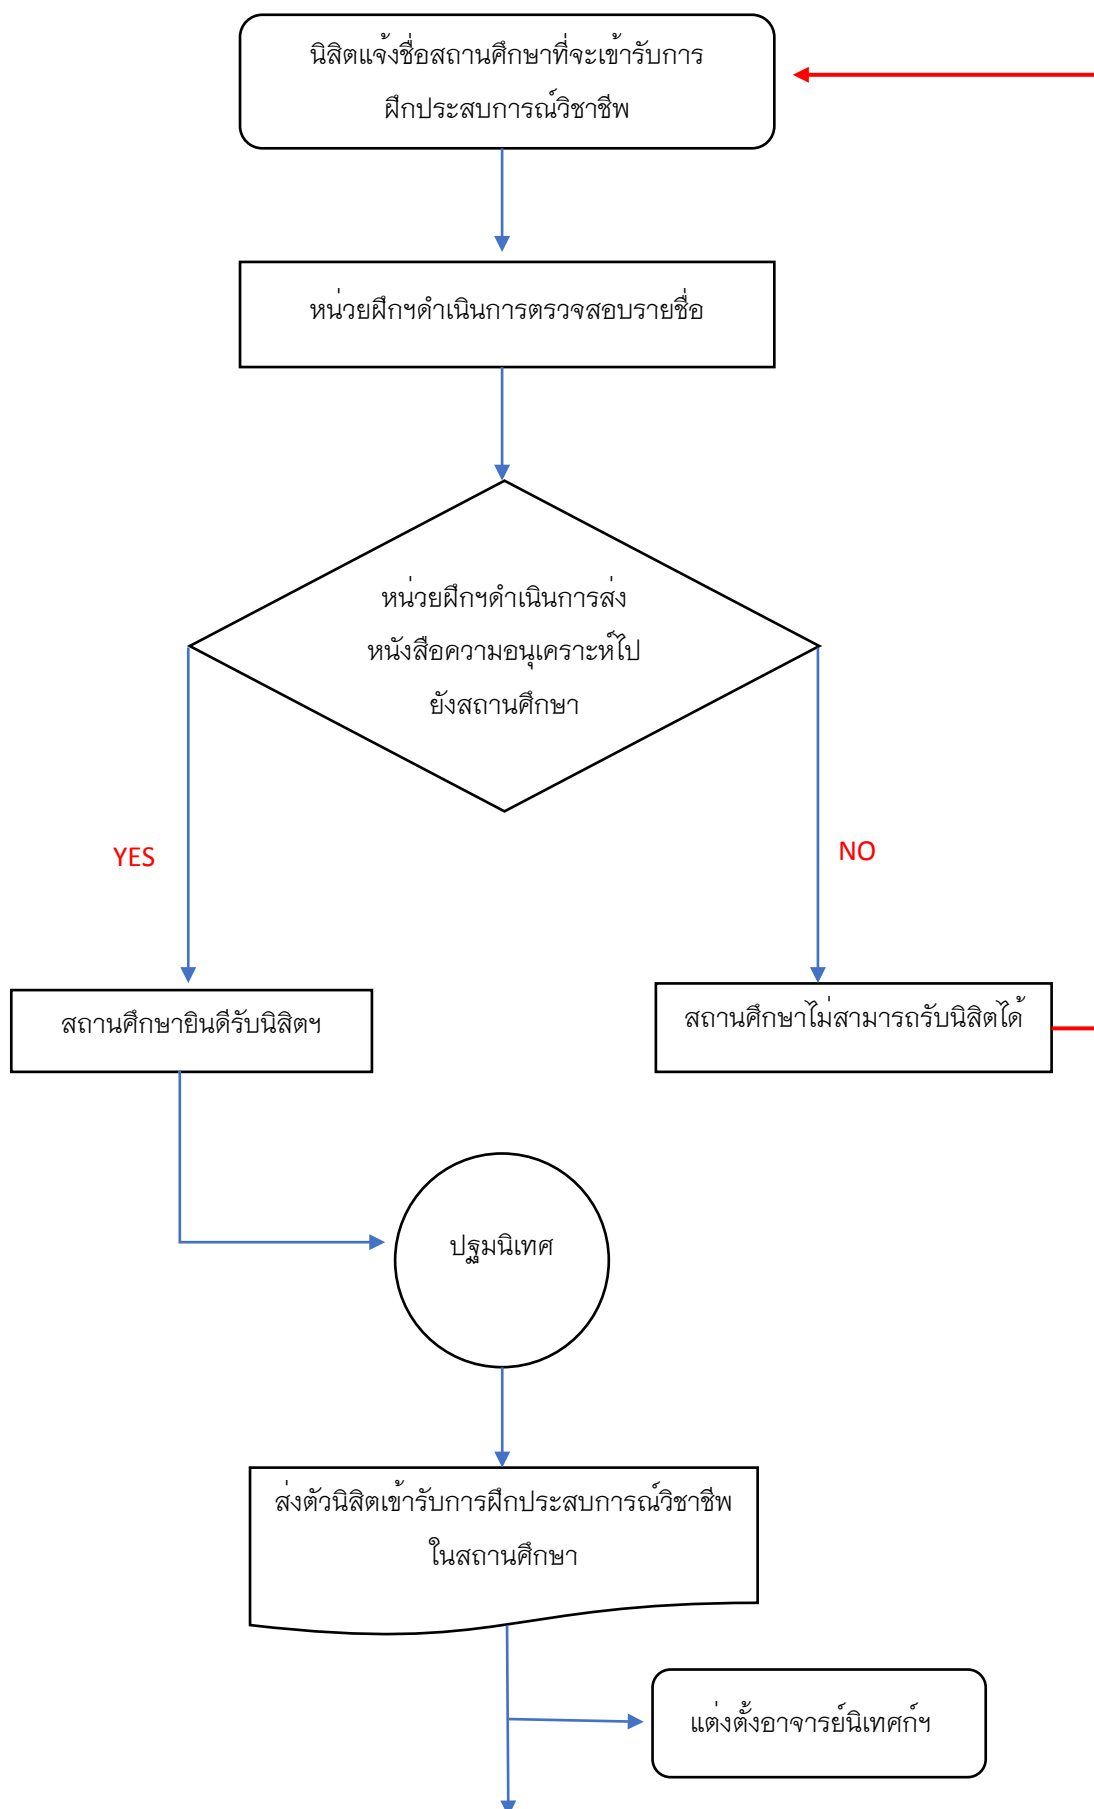 นิสิตแจ้งชื่อสถานศึกษาที่จะเข้ารับการ
ฝึกประสบการณ์วิชาชีพ
หน่วยฝึกฯดำเนินการตรวจสอบรายชื่อ
หน่วยฝึกฯดำเนินการส่ง
หนังสือความอนุเคราะห์ไป
ยังสถานศึกษา
YES
NO
สถานศึกษายินดีรับนิสิตฯ
สถานศึกษาไม่สามารถรับนิสิตได้
ปฐมนิเทศ
ส่งตัวนิสิตเข้ารับการฝึกประสบการณ์วิชาชีพ
ในสถานศึกษา
แต่งตั้งอาจารย์นิเทศก์ฯ